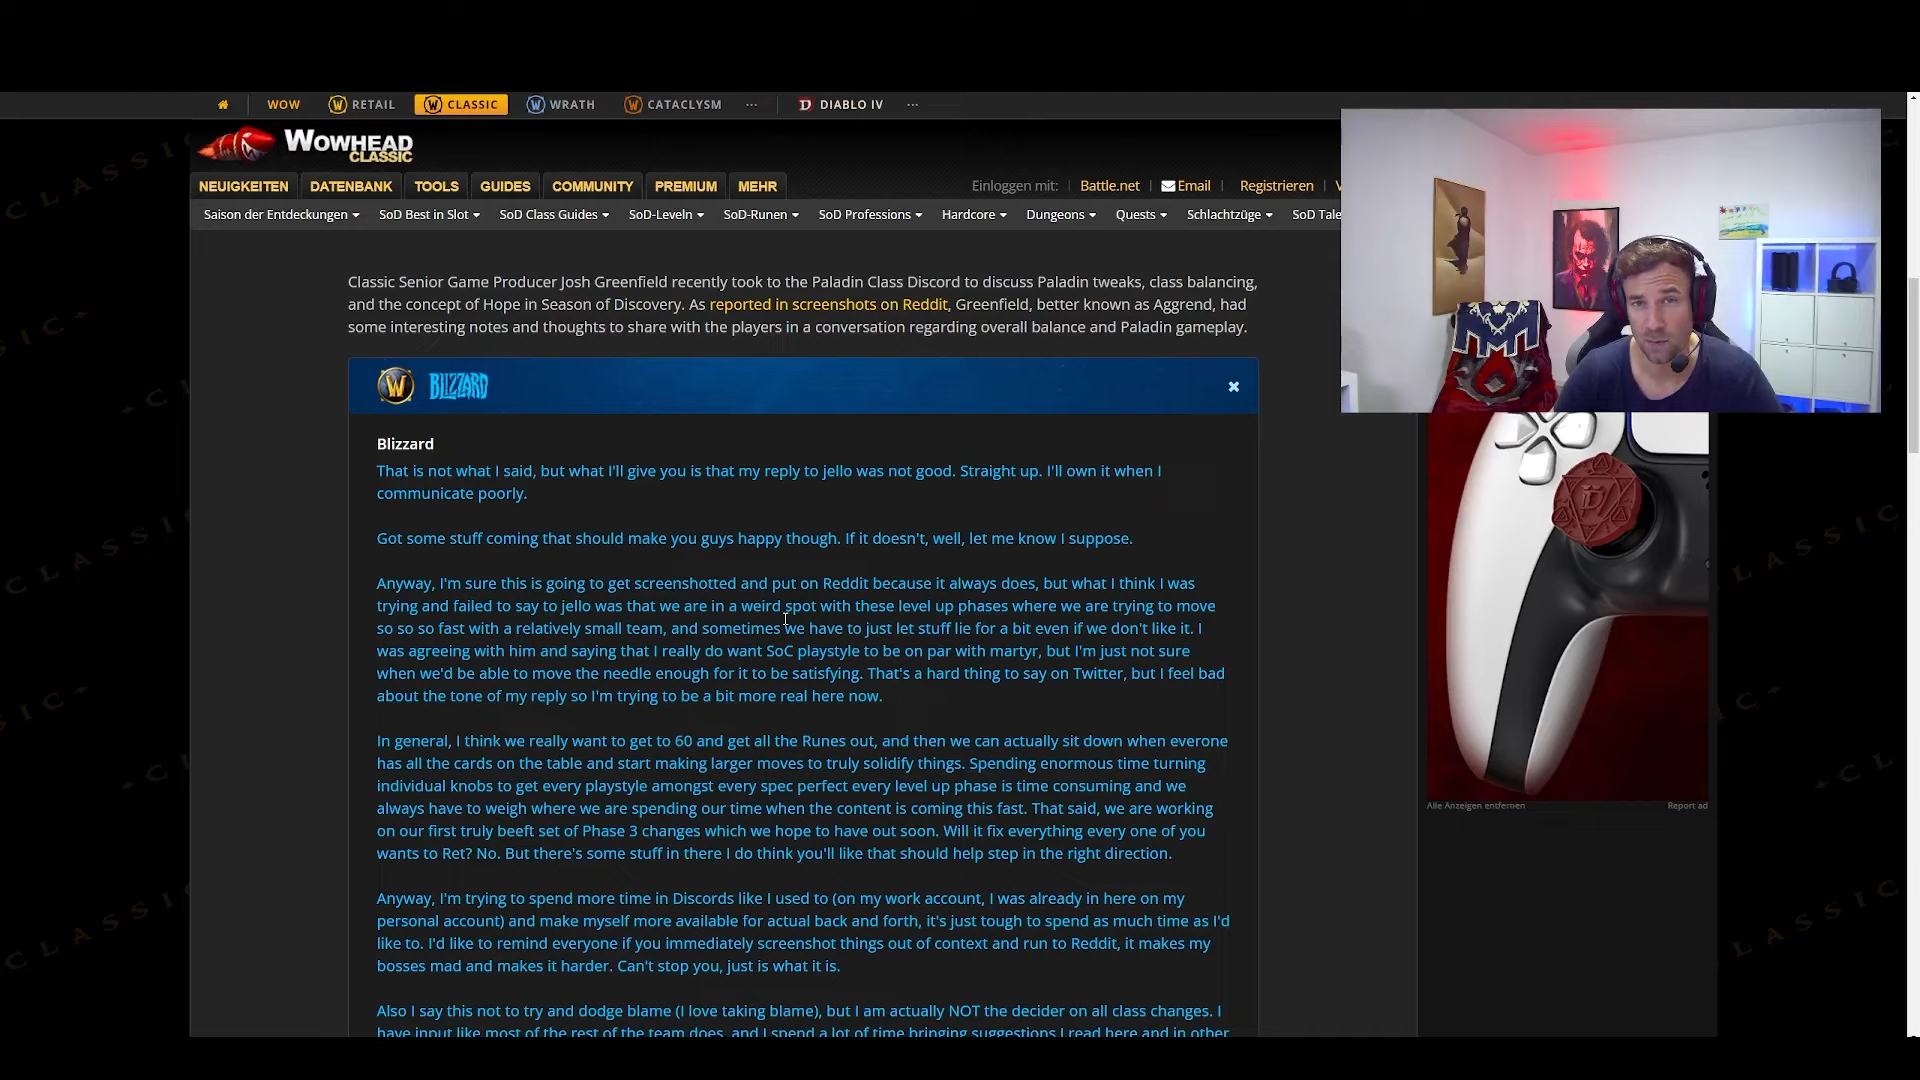 WOW
RETAIL
CLASSIC
WRATH
CATACLYSM
...
DIABLO IV
...
WOWHEAD
CLASSIC
NEUIGKEITEN
DATENBANK
TOOLS
GUIDES
COMMUNITY
PREMIUM
MEHR
Einloggen mit:
Battle.net
Email
Registrieren
Saison der Entdeckungen
SoD Best in Slot
SoD Class Guides
SoD-Leveln
SoD-Runen
SoD Professions
Hardcore
Dungeons
Quests
Schlachtzüge
SoD Tale
Classic Senior Game Producer Josh Greenfield recently took to the Paladin Class Discord to discuss Paladin tweaks, class balancing,
and the concept of Hope in Season of Discovery. As reported in screenshots on Reddit, Greenfield, better known as Aggrend, had
some interesting notes and thoughts to share with the players in a conversation regarding overall balance and Paladin gameplay.
BLIZZARD
Blizzard
That is not what I said, but what I'll give you is that my reply to jello was not good. Straight up. I'll own it when I
communicate poorly.
Got some stuff coming that should make you guys happy though. If it doesn't, well, let me know I suppose.
Anyway, I'm sure this is going to get screenshotted and put on Reddit because it always does, but what I think I was
trying and failed to say to jello was that we are in a weird spot with these level up phases where we are trying to move
so so so fast with a relatively small team, and sometimes we have to just let stuff lie for a bit even if we don't like it. I
was agreeing with him and saying that I really do want SoC playstyle to be on par with martyr, but I'm just not sure
when we'd be able to move the needle enough for it to be satisfying. That's a hard thing to say on Twitter, but I feel bad
about the tone of my reply so I'm trying to be a bit more real here now.
In general, I think we really want to get to 60 and get all the Runes out, and then we can actually sit down when everone
has all the cards on the table and start making larger moves to truly solidify things. Spending enormous time turning
individual knobs to get every playstyle amongst every spec perfect every level up phase is time consuming and we
always have to weigh where we are spending our time when the content is coming this fast. That said, we are working
on our first truly beeft set of Phase 3 changes which we hope to have out soon. Will it fix everything every one of you
wants to Ret? No. But there's some stuff in there I do think you'll like that should help step in the right direction.
Anyway, I'm trying to spend more time in Discords like I used to (on my work account, I was already in here on my
personal account) and make myself more available for actual back and forth, it's just tough to spend as much time as I'd
like to. I'd like to remind everyone if you immediately screenshot things out of context and run to Reddit, it makes my
bosses mad and makes it harder. Can't stop you, just is what it is.
Also I say this not to try and dodge blame (I love taking blame), but I am actually NOT the decider on all class changes. I
have input like most of the rest of the team does, and I spend a lot of time bringing suggestions I read here and in other
Alle Anzeigen entfernen
Report ad